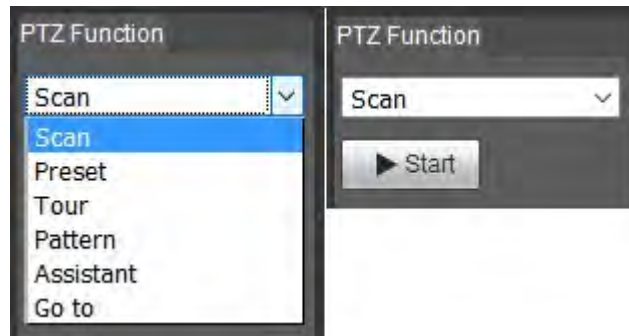 PTZ Function
Scan
Scan
Preset
Tour
Pattern
Assistant
Go to
PTZ Function
Scan
Start